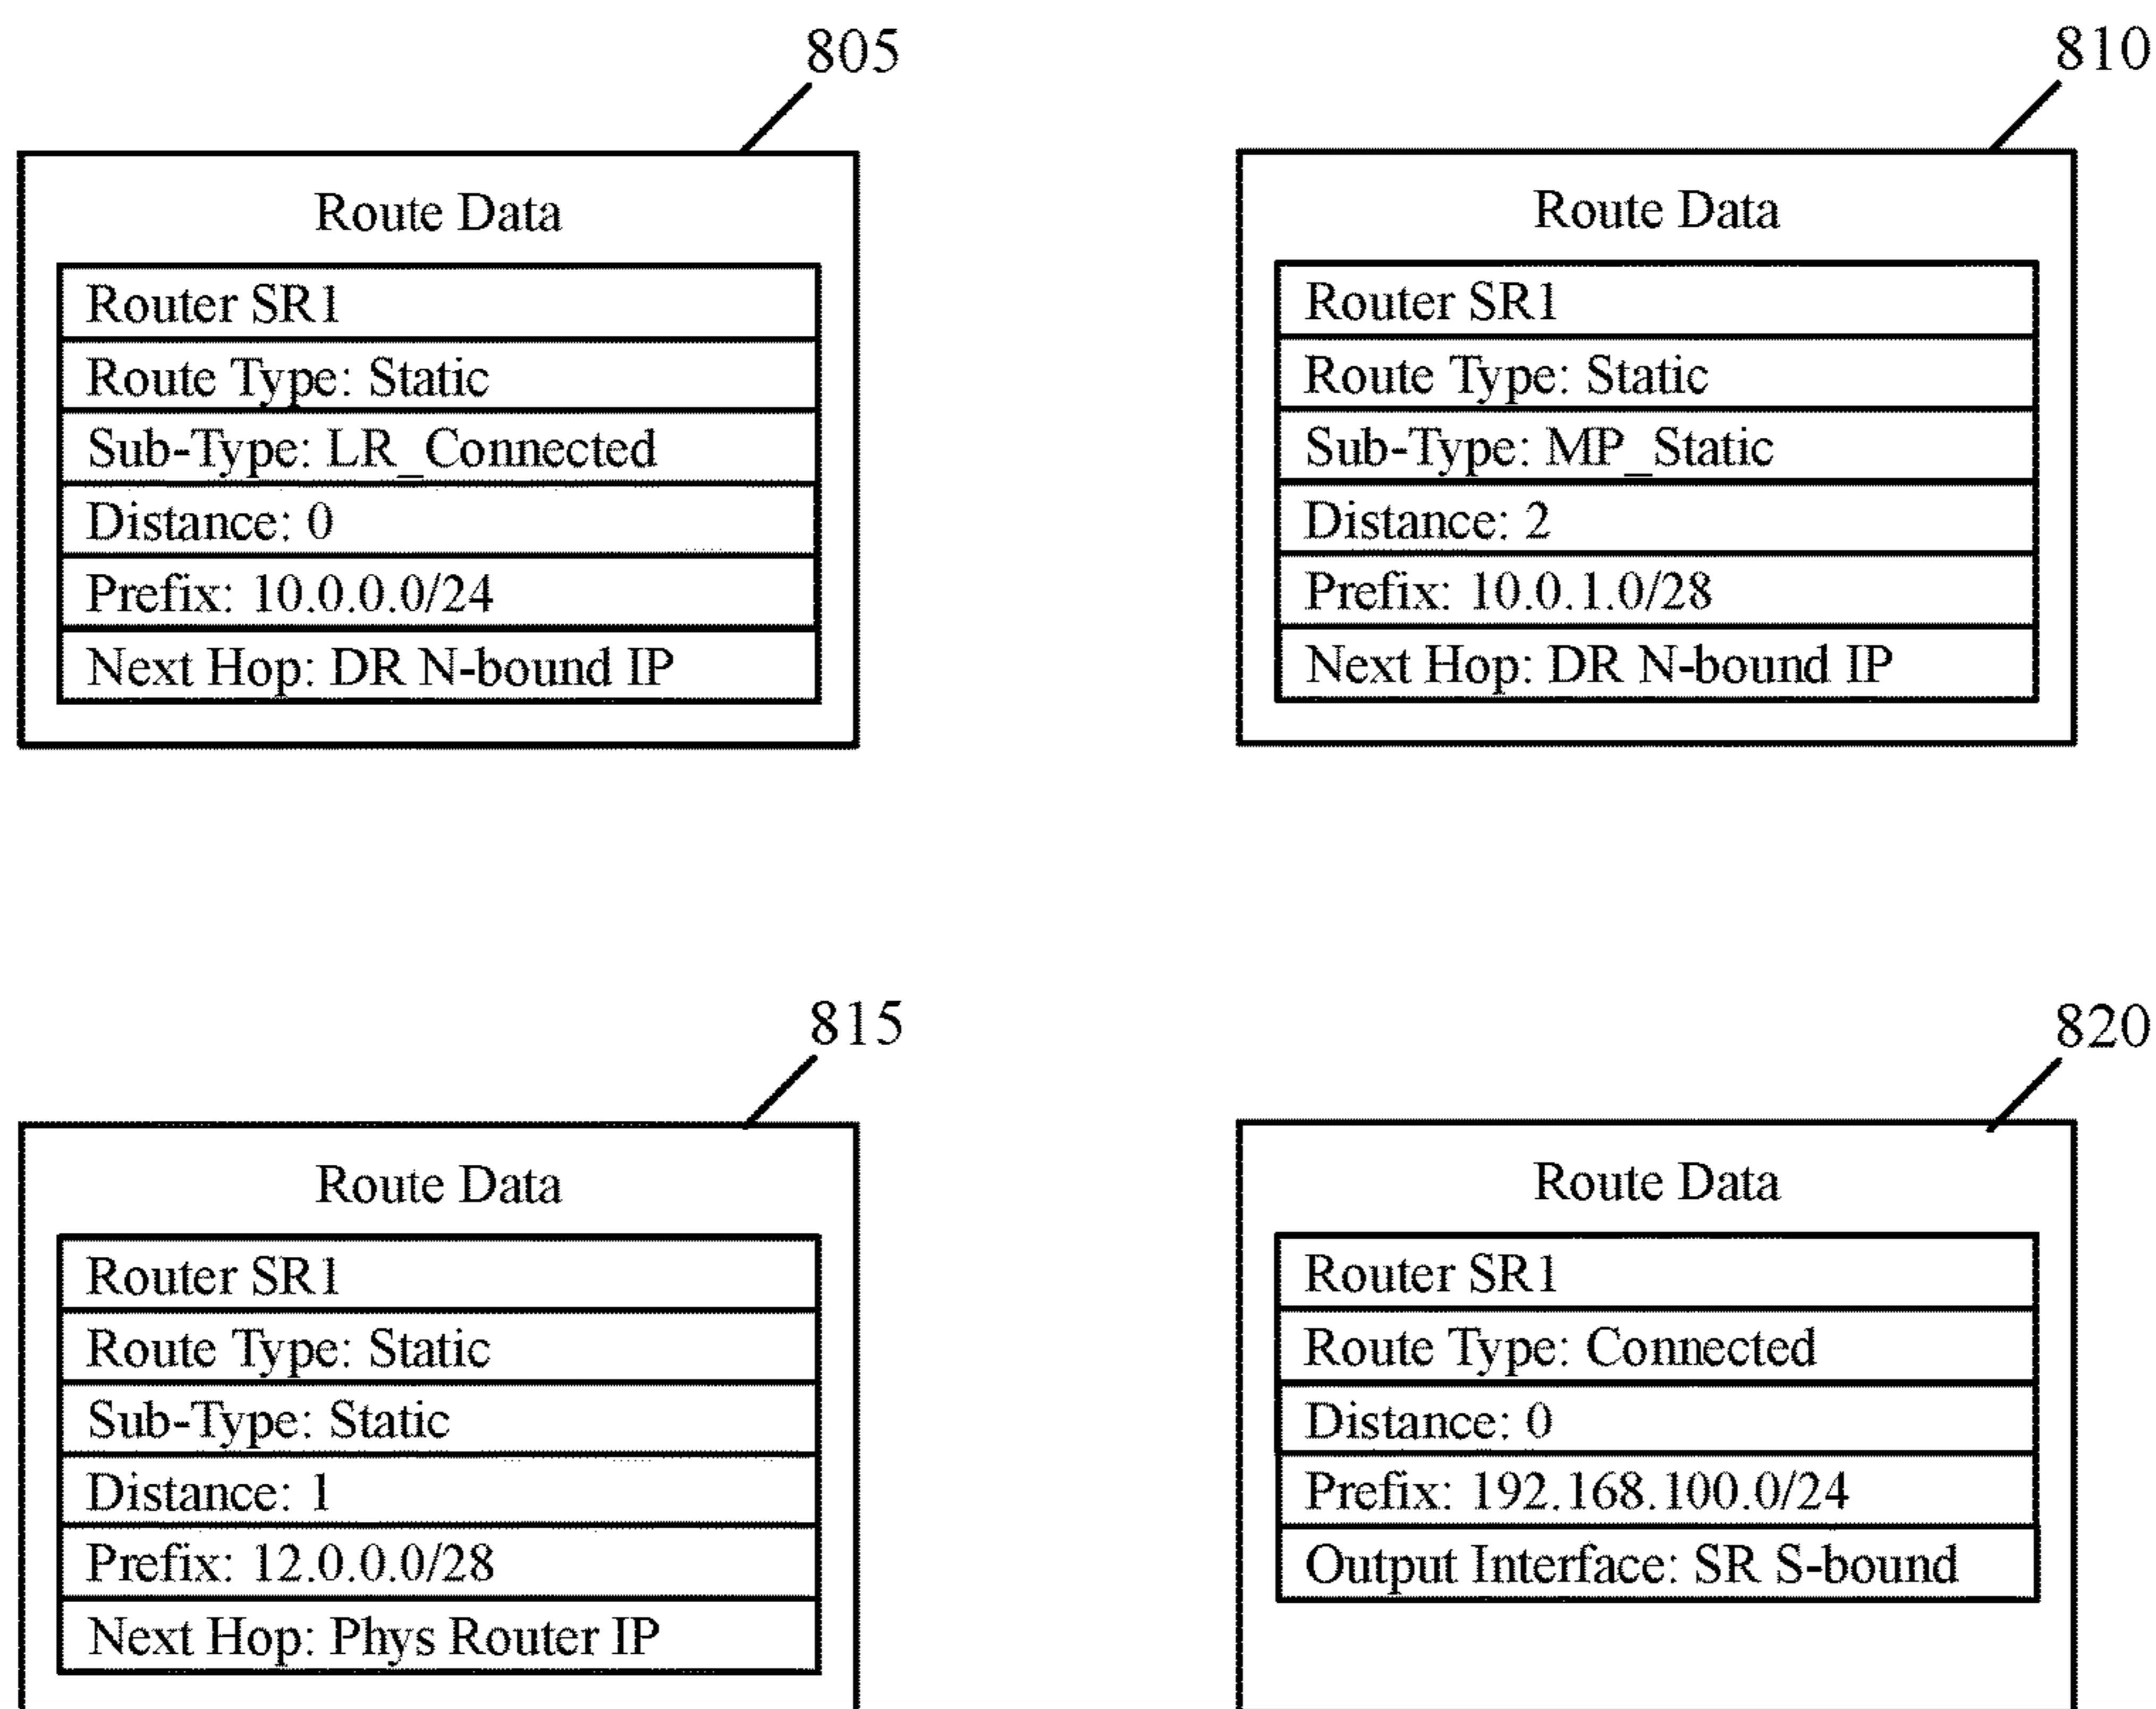 805
Route Data
Router SR1
Route Type: Static
Sub-Type: LR_Connected
Distance: 0
Prefix: 10.0.0.0/24
Next Hop: DR N-bound IP
810
Route Data
Router SR1
Route Type: Static
Sub-Type: MP_Static
Distance: 2
Prefix: 10.0.1.0/28
Next Hop: DR N-bound IP
815
Route Data
Router SR1
Route Type: Static
Sub-Type: Static
Distance: 1
Prefix: 12.0.0.0/28
Next Hop: Phys Router IP
820
Route Data
Router SR1
Route Type: Connected
Distance: 0
Prefix: 192.168.100.0/24
Output Interface: SR S-bound